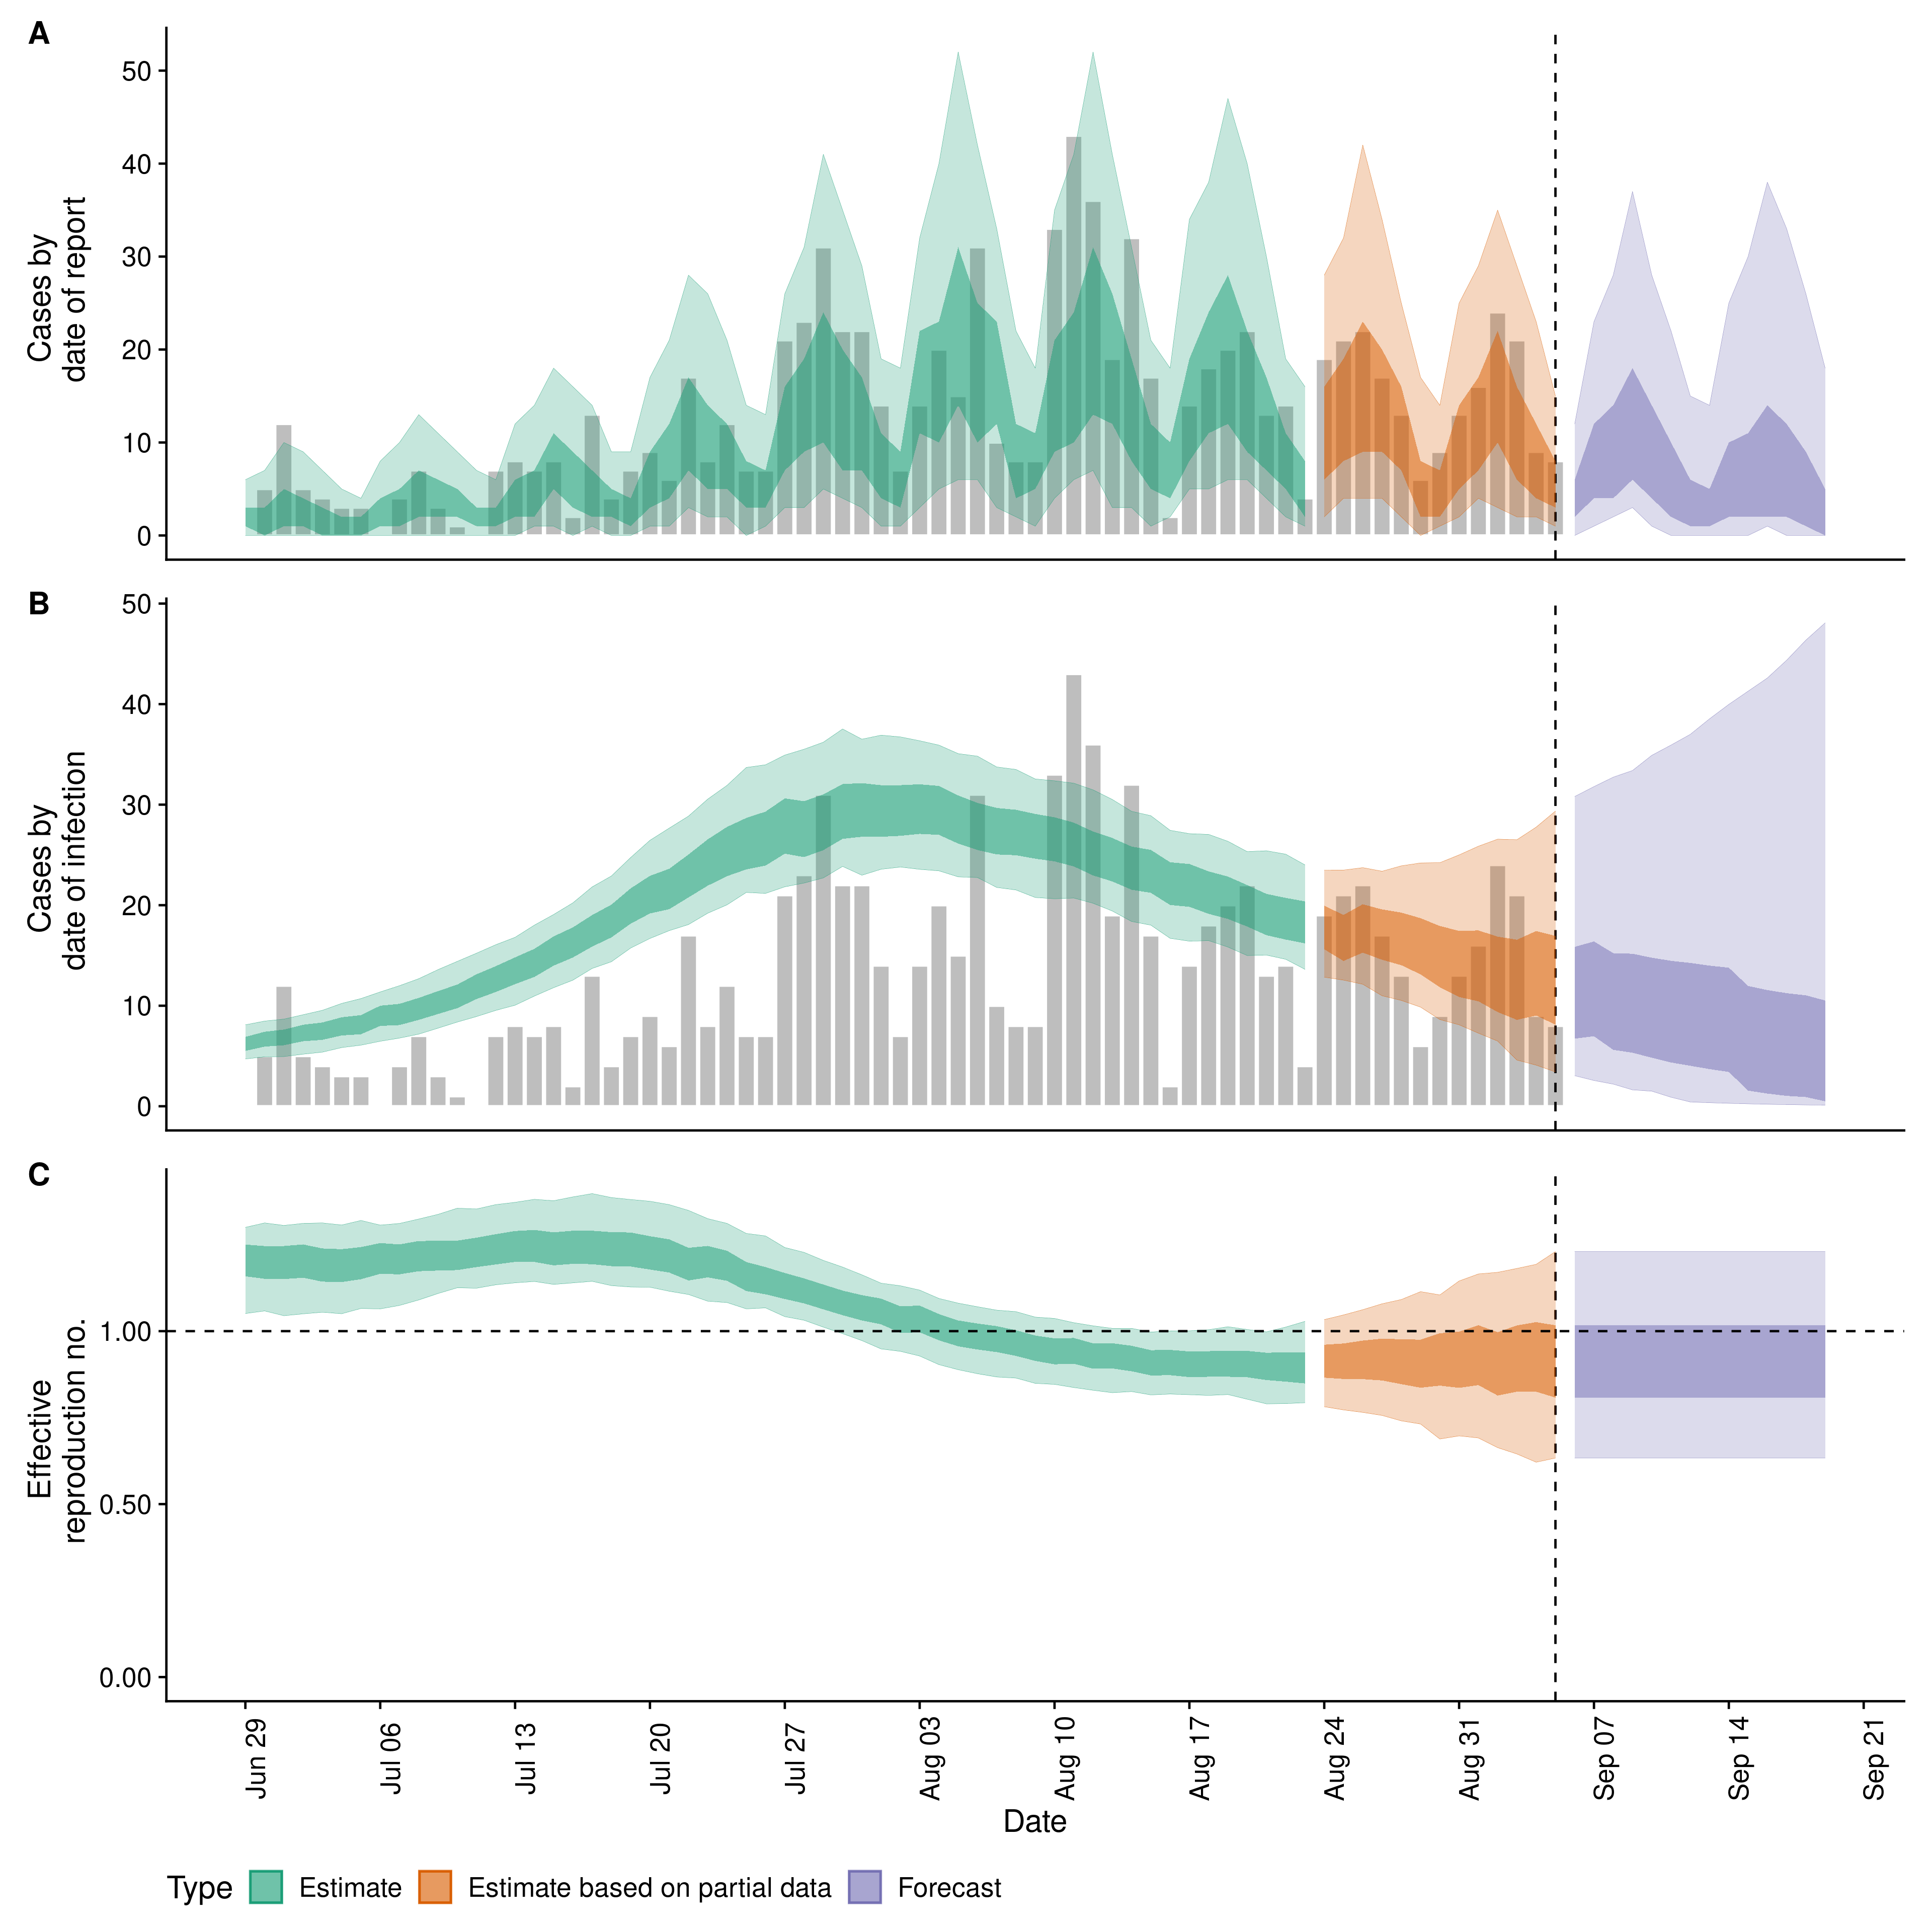 A
Cases by
date of report
50
40
30
20
10
0
B
Cases by
date of infection
50
40
30
20
10
0
C
Effective
reproduction no.
1.00
0.50
0.00
Jun 29
Jul 06
Jul 13
Jul 20
Jul 27
Aug 03
Aug 10
Aug 17
Aug 24
Aug 31
Sep 07
Sep 14
Sep 21
Date
Type Estimate Estimate based on partial data Forecast